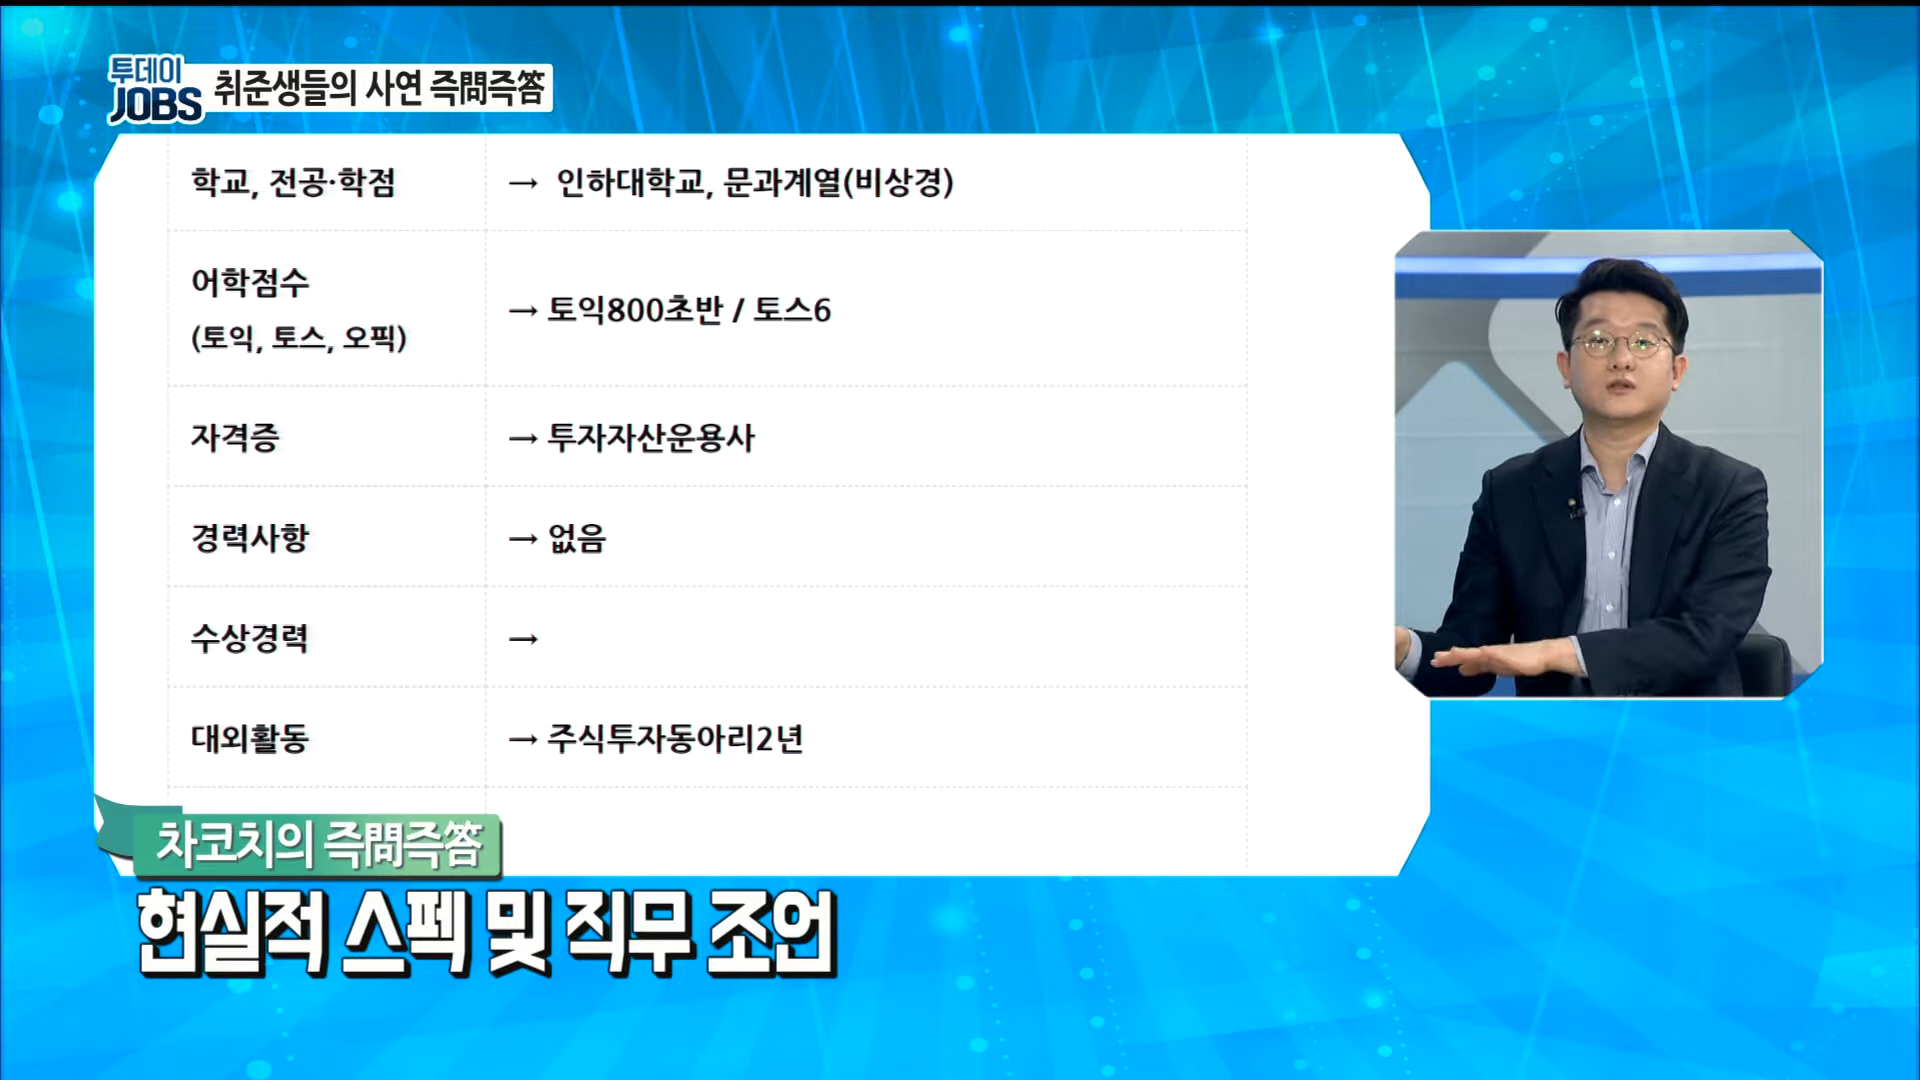 투데이
JOBS
취준생들의 사연 즉問즉答
학교, 전공·학점 → 인하대학교, 문과계열(비상경)
어학점수
(토익, 토스, 오픽) → 토익800초반 / 토스6
자격증 → 투자자산운용사
경력사항 → 없음
수상경력 →
대외활동 → 주식투자동아리2년
차코치의 즉問즉答
현실적 스펙 및 직무 조언